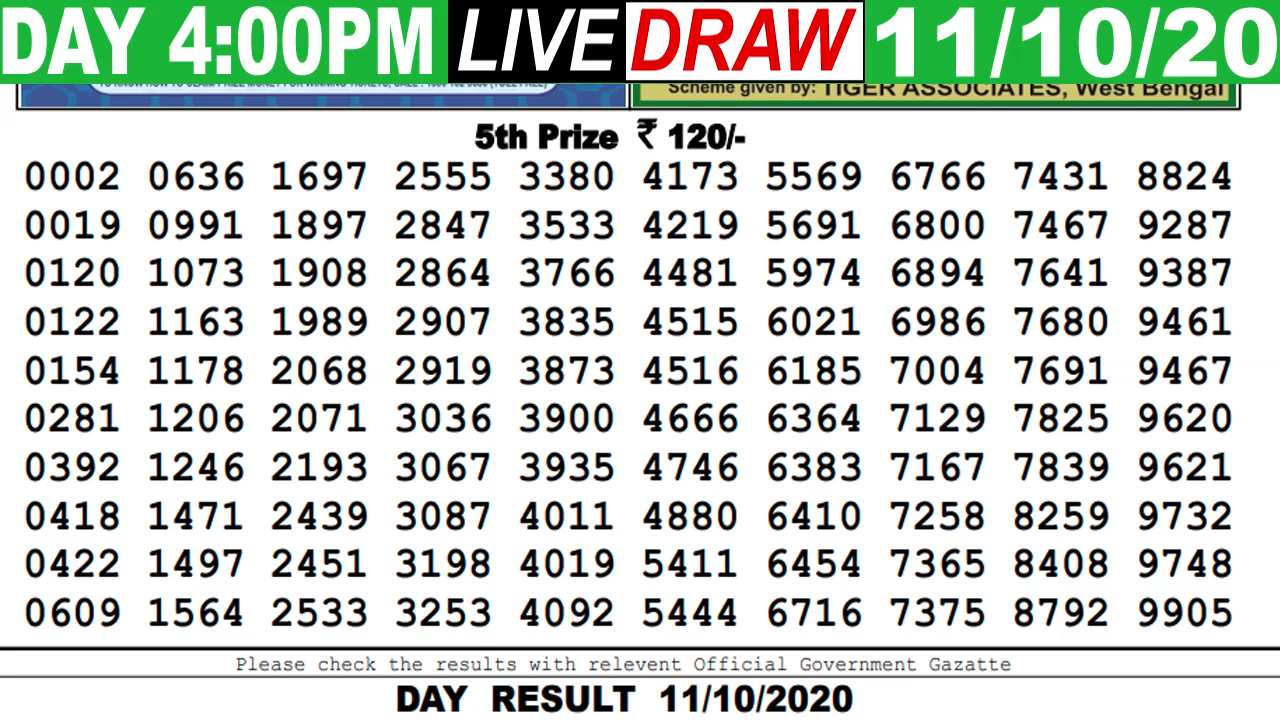 DAY 4:00PM LIVE DRAW 11/10/20
Scheme given by: TIGER ASSOCIATES, West Bengal
5th Prize ₹ 120/-
0002 0636 1697 2555 3380 4173 5569 6766 7431 8824
0019 0991 1897 2847 3533 4219 5691 6800 7467 9287
0120 1073 1908 2864 3766 4481 5974 6894 7641 9387
0122 1163 1989 2907 3835 4515 6021 6986 7680 9461
0154 1178 2068 2919 3873 4516 6185 7004 7691 9467
0281 1206 2071 3036 3900 4666 6364 7129 7825 9620
0392 1246 2193 3067 3935 4746 6383 7167 7839 9621
0418 1471 2439 3087 4011 4880 6410 7258 8259 9732
0422 1497 2451 3198 4019 5411 6454 7365 8408 9748
0609 1564 2533 3253 4092 5444 6716 7375 8792 9905
Please check the results with relevent Official Government Gazatte
DAY RESULT 11/10/2020